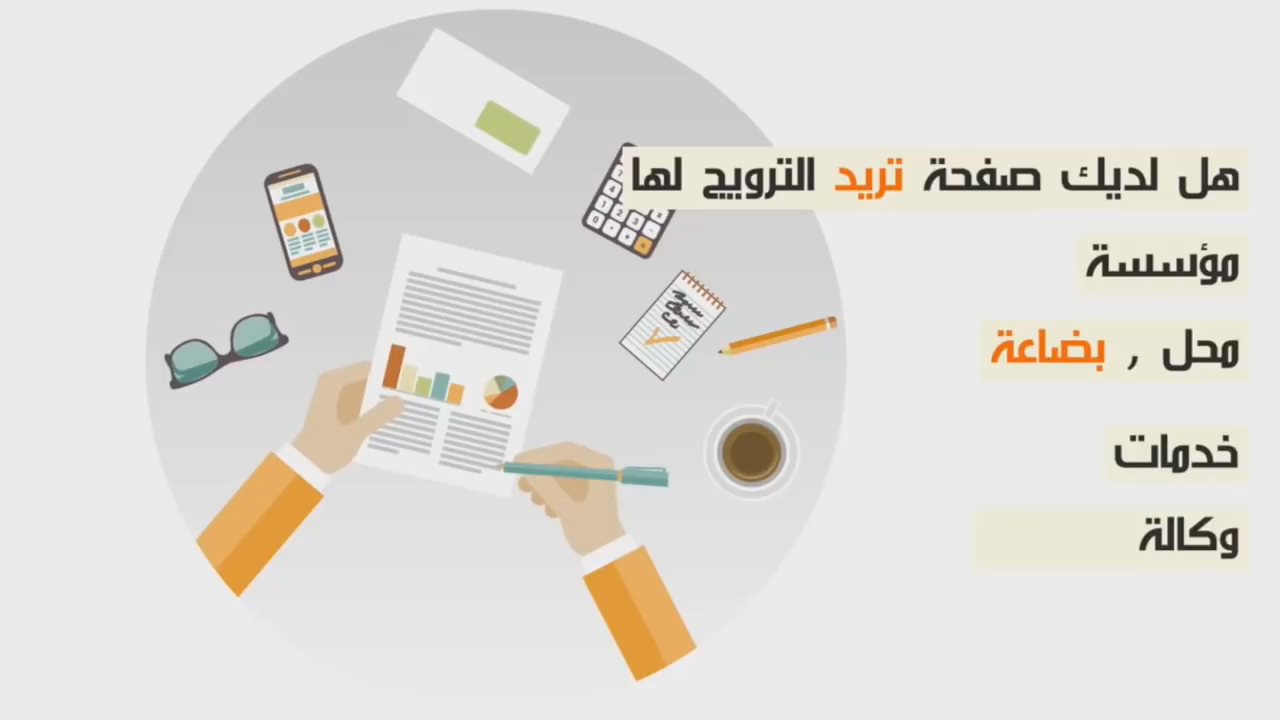 هل لديك صفحة تريد الترويج لها
مؤسسة
محل , بضاعة
خدمات
وكالة